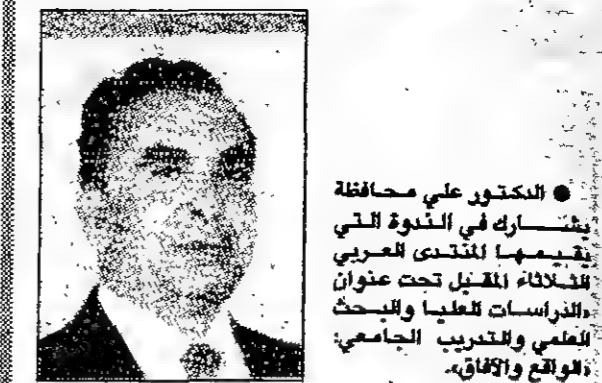 ● الدكتور علي محافظة
يشـــــارك في الندوة التي
يقيمها المنتدى العربي
الثلاثاء المقبل تحت عنوان
«الدراسات العليا والبحث
العلمي والتدريب الجامعي:
الواقع والآفاق».